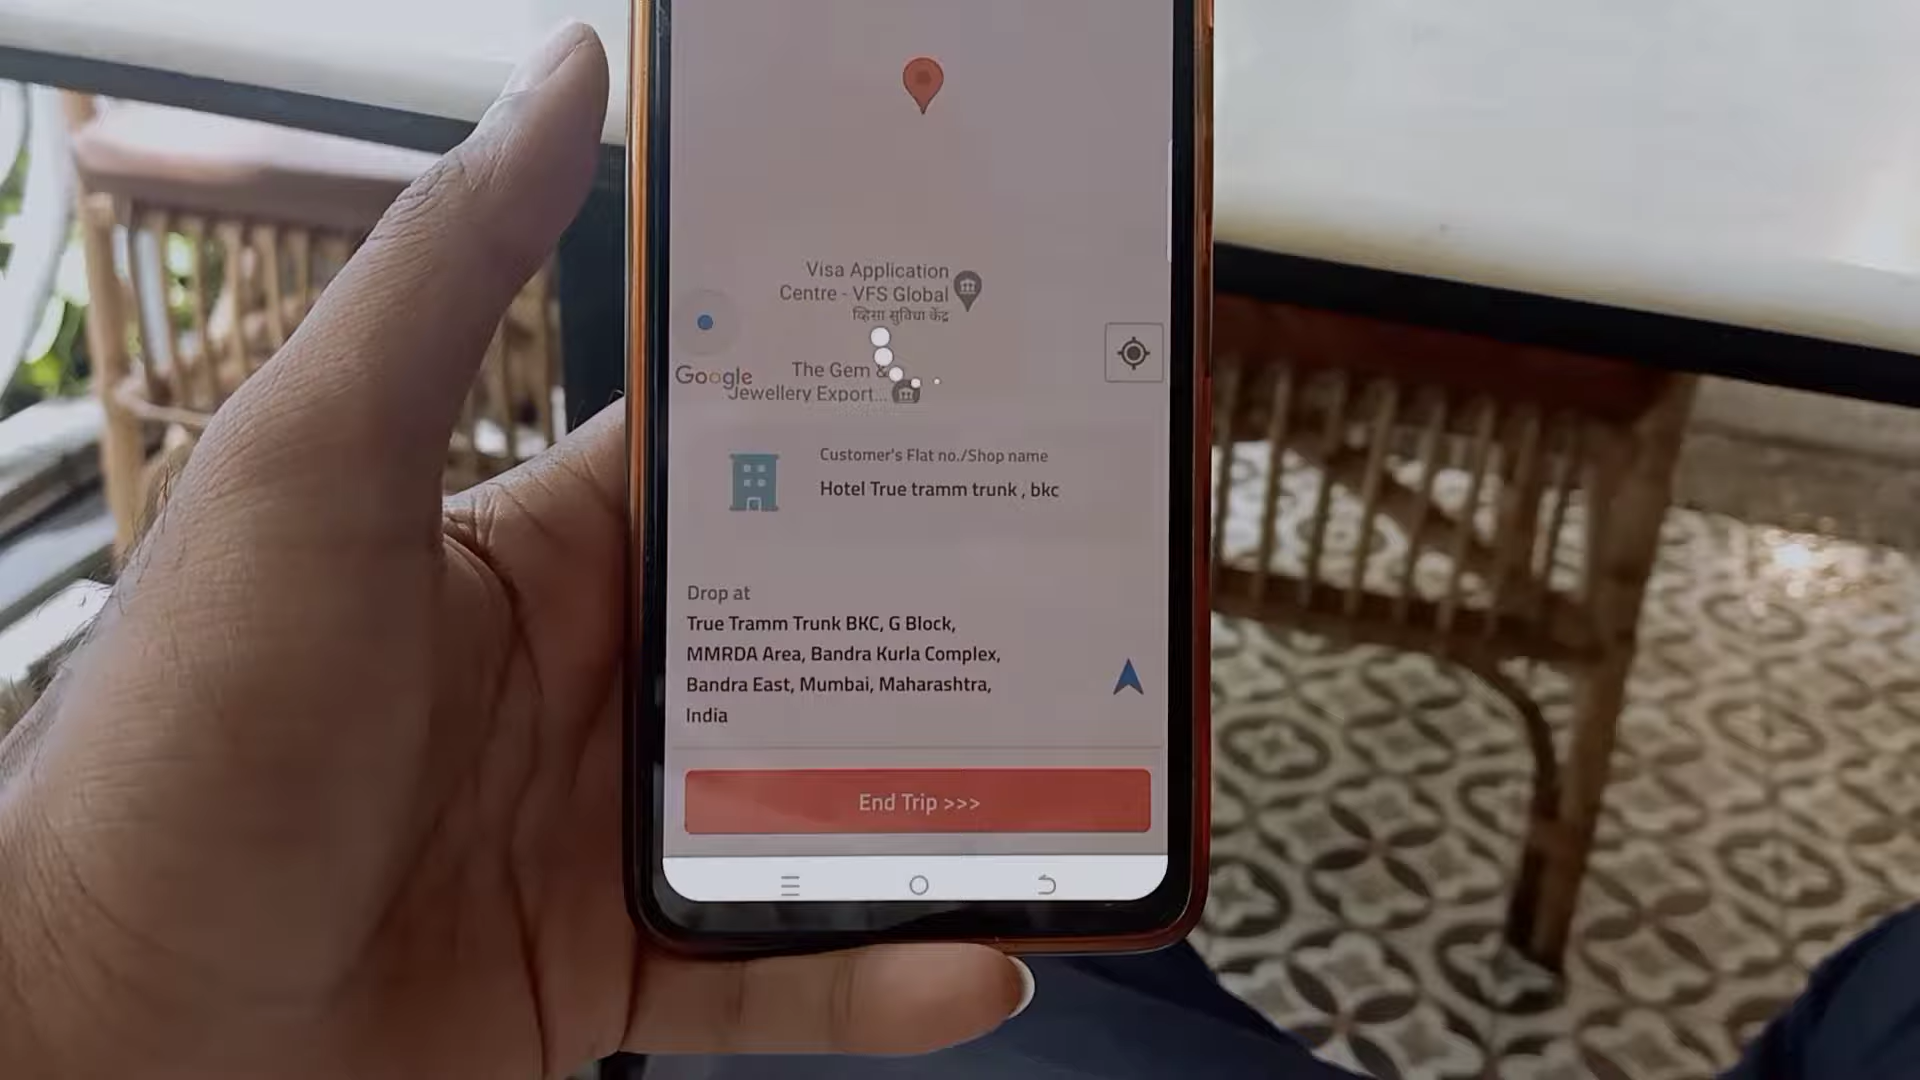 Visa Application
Centre - VFS Global
व्हिसा सुविधा केंद्र
Google
The Gem &
Jewellery Export...
Customer's Flat no./Shop name
Hotel True tramm trunk , bkc
Drop at
True Tramm Trunk BKC, G Block,
MMRDA Area, Bandra Kurla Complex,
Bandra East, Mumbai, Maharashtra,
India
End Trip >>>